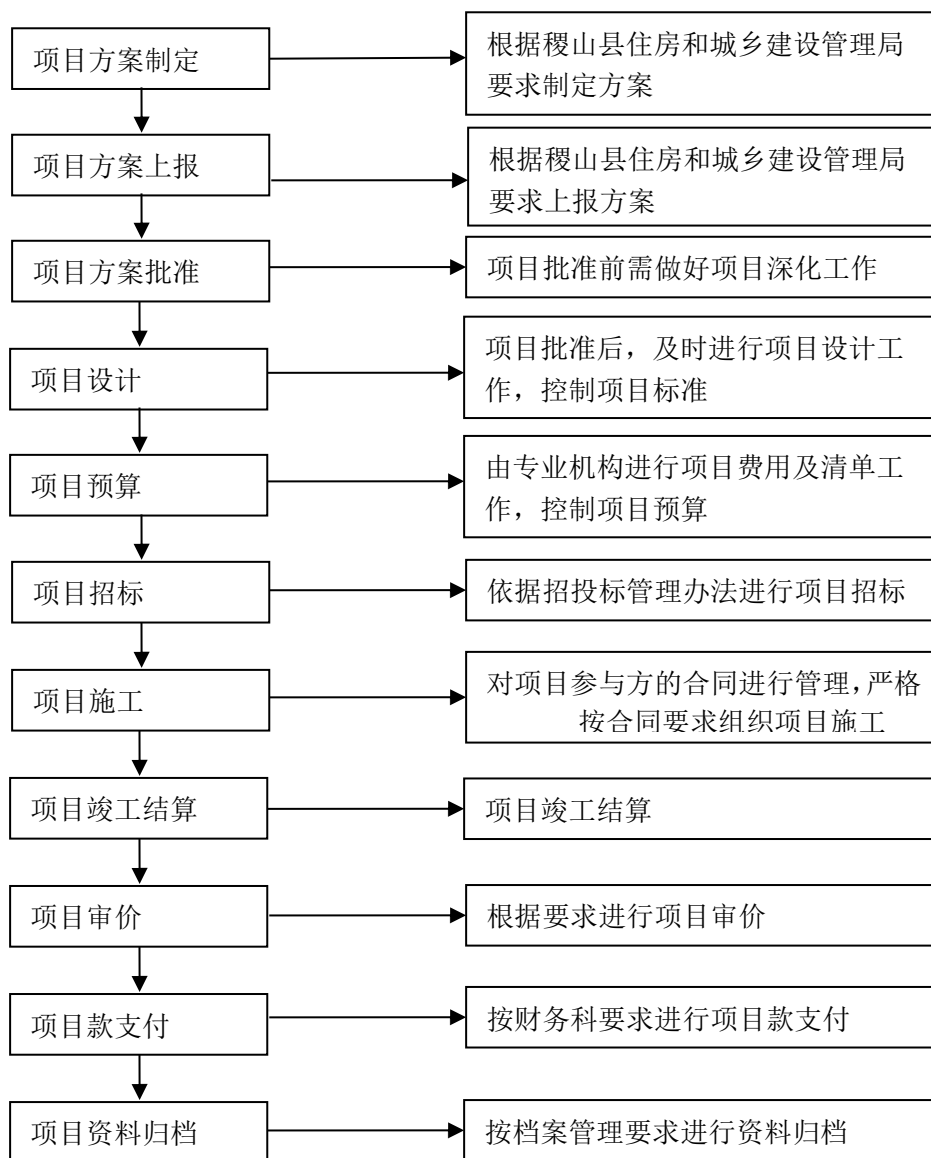 项目方案制定
根据稷山县住房和城乡建设管理局
要求制定方案
项目方案上报
根据稷山县住房和城乡建设管理局
要求上报方案
项目方案批准
项目批准前需做好项目深化工作
项目设计
项目批准后，及时进行项目设计工
作，控制项目标准
项目预算
由专业机构进行项目费用及清单工
作，控制项目预算
项目招标
依据招投标管理办法进行项目招标
项目施工
对项目参与方的合同进行管理，严格
按合同要求组织项目施工
项目竣工结算
项目竣工结算
项目审价
根据要求进行项目审价
项目款支付
按财务科要求进行项目款支付
项目资料归档
按档案管理要求进行资料归档